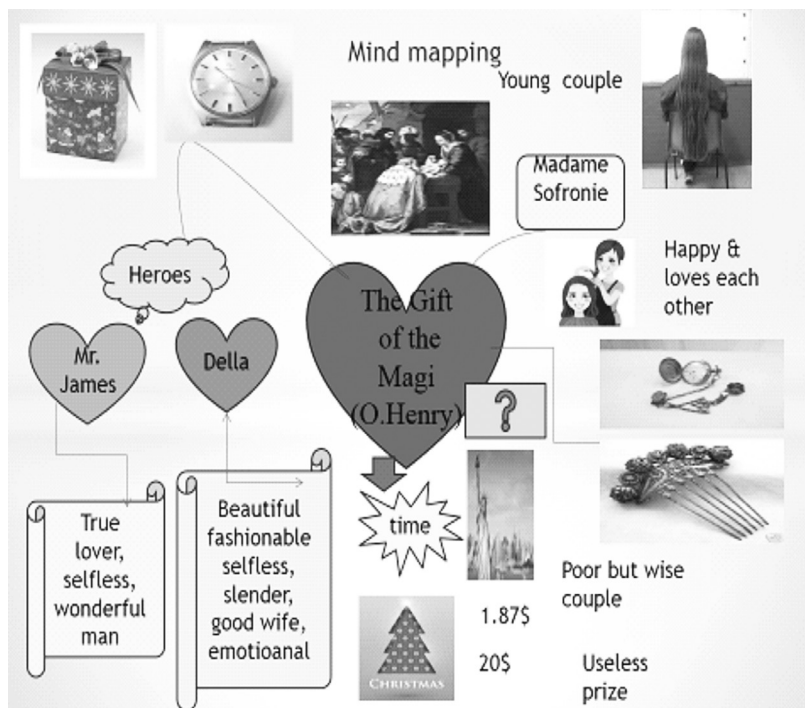 Mind mapping
Young couple
Madame
Sofronie
Happy &
loves each
other
Heroes
The Gift
of the
Magi
(O.Henry)
?
Mr.
James
Della
True
lover,
selfless,
wonderful
man
Beautiful
fashionable
selfless,
slender,
good wife,
emotioanal
time
Poor but wise
couple
1.87$
20$
Useless
prize
CHRISTMAS